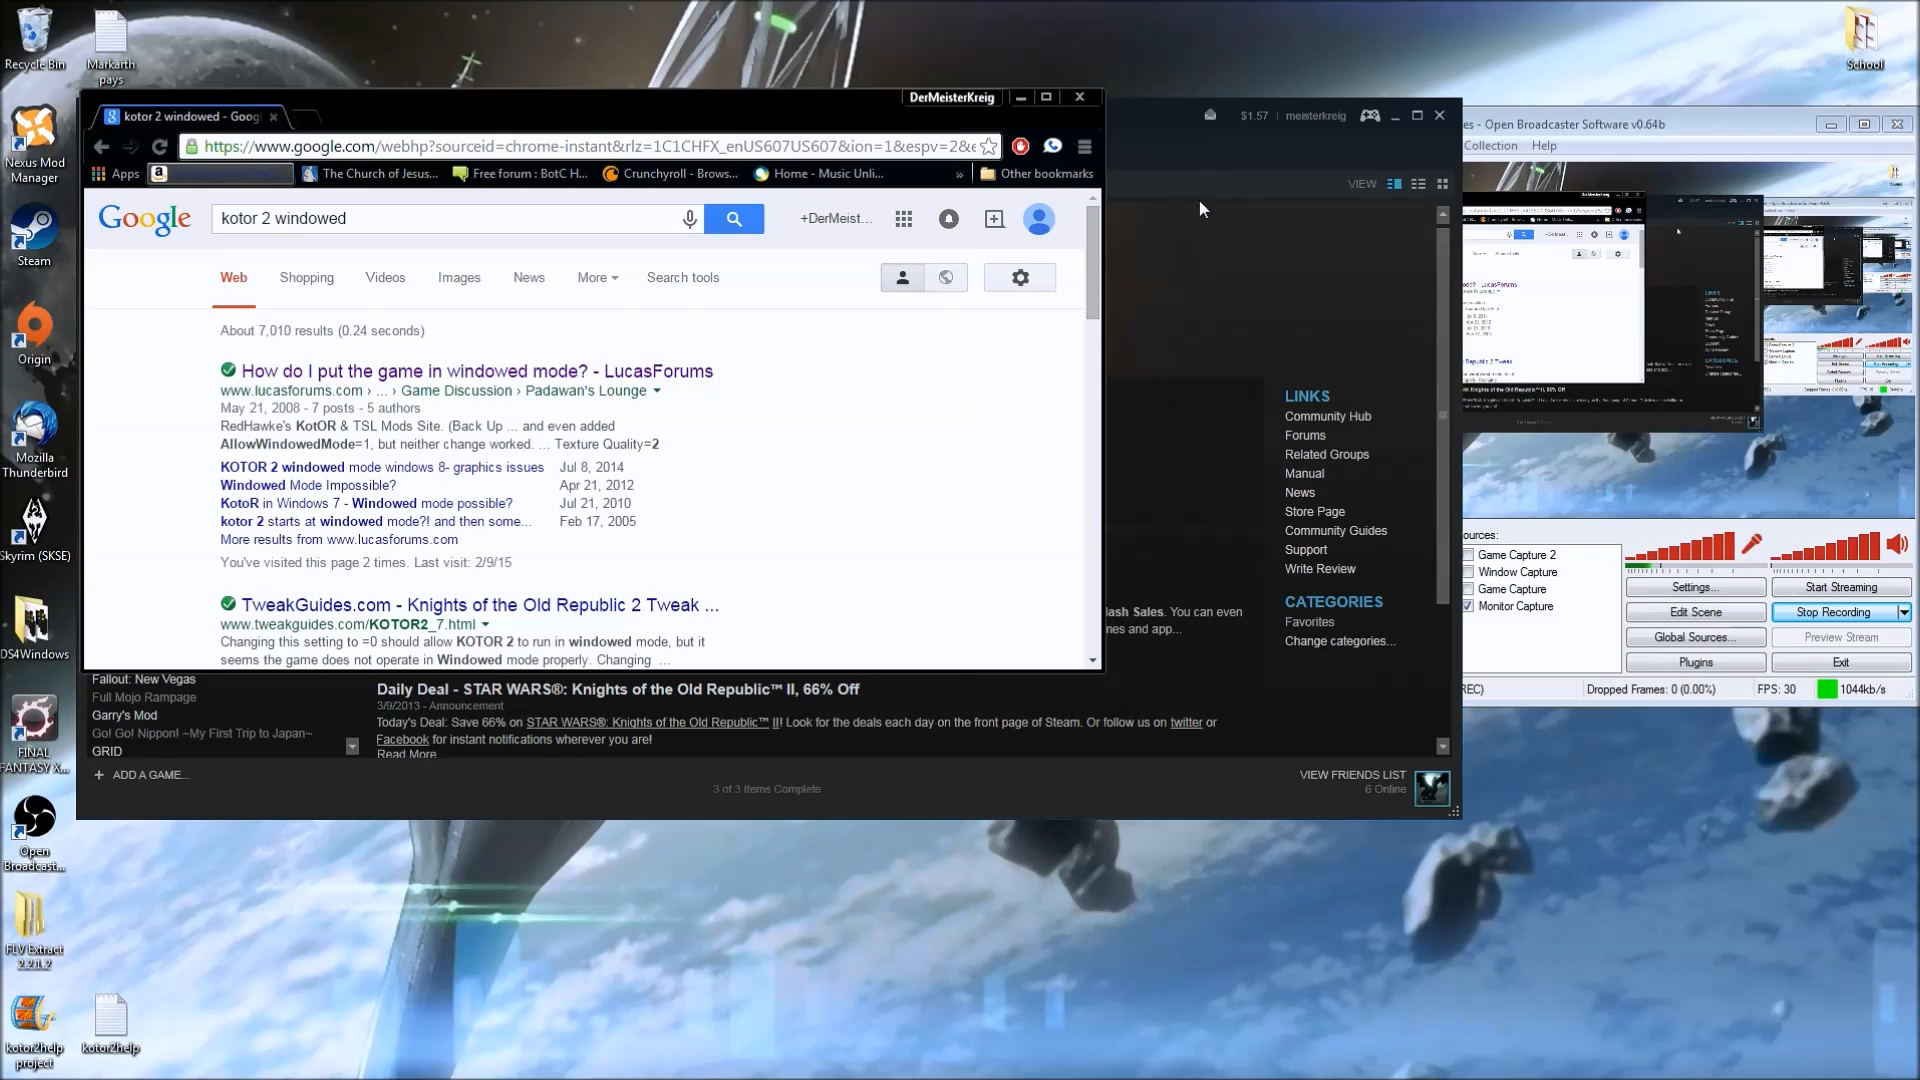 Recycle Bin
Markarth
pays
Nexus Mod
Manager
Steam
Origin
Mozilla
Thunderbird
Skyrim (SKSE)
DS4Windows
FINAL
FANTASY X...
Open
Broadcast...
FLV Extract
2.2.1.2
kotor2help
project
kotor2help
School
DerMeisterKreig
kotor 2 windowed - Goog
https://www.google.com/webhp?sourceid=chrome-instant&rlz=1C1CHFX_enUS607US607&ion=1&espv=2&
Apps
The Church of Jesus...
Free forum : BotC H...
Crunchyroll - Brows...
Home - Music Unli...
»
Other bookmarks
Google
kotor 2 windowed
+DerMeist...
Web
Shopping
Videos
Images
News
More
Search tools
About 7,010 results (0.24 seconds)
How do I put the game in windowed mode? - LucasForums
www.lucasforums.com › ... › Game Discussion › Padawan's Lounge
May 21, 2008 - 7 posts - 5 authors
RedHawke's KotOR & TSL Mods Site. (Back Up ... and even added
AllowWindowedMode=1, but neither change worked. ... Texture Quality=2
KOTOR 2 windowed mode windows 8- graphics issues Jul 8, 2014
Windowed Mode Impossible? Apr 21, 2012
KotoR in Windows 7 - Windowed mode possible? Jul 21, 2010
kotor 2 starts at windowed mode?! and then some... Feb 17, 2005
More results from www.lucasforums.com
You've visited this page 2 times. Last visit: 2/9/15
TweakGuides.com - Knights of the Old Republic 2 Tweak ...
www.tweakguides.com/KOTOR2_7.html
Changing this setting to =0 should allow KOTOR 2 to run in windowed mode, but it
seems the game does not operate in Windowed mode properly. Changing ...
$1.57 | meisterkreig
VIEW
LINKS
Community Hub
Forums
Related Groups
Manual
News
Store Page
Community Guides
Support
Write Review
CATEGORIES
Favorites
Change categories...
lash Sales. You can even
mes and app...
Fallout: New Vegas
Full Mojo Rampage
Garry's Mod
Go! Go! Nippon! ~My First Trip to Japan~
GRID
Daily Deal - STAR WARS®: Knights of the Old Republic™ II, 66% Off
3/9/2013 - Announcement
Today's Deal: Save 66% on STAR WARS®: Knights of the Old Republic™ II! Look for the deals each day on the front page of Steam. Or follow us on twitter or
Facebook for instant notifications wherever you are!
Read More
+ ADD A GAME...
3 of 3 Items Complete
VIEW FRIENDS LIST
6 Online
es - Open Broadcaster Software v0.64b
Collection
Help
ources:
Game Capture 2
Window Capture
Game Capture
Monitor Capture
Settings...
Start Streaming
Edit Scene
Stop Recording
Global Sources...
Preview Stream
Plugins
Exit
REC)
Dropped Frames: 0 (0.00%)
FPS: 30
1044kb/s